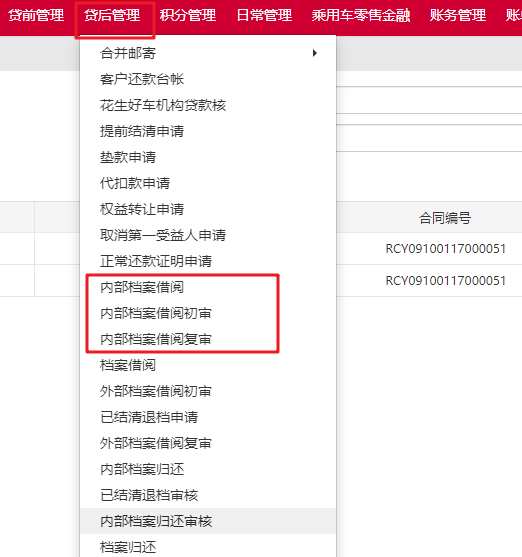 贷前管理 贷后管理 积分管理 日常管理 乘用车零售金融 账务管理
合并邮寄
客户还款台帐
花生好车机构贷款核
提前结清申请
垫款申请
代扣款申请
权益转让申请
取消第一受益人申请
正常还款证明申请
内部档案借阅
内部档案借阅初审
内部档案借阅复审
档案借阅
外部档案借阅初审
已结清退档申请
外部档案借阅复审
内部档案归还
已结清退档审核
内部档案归还审核
档案归还
合同编号
RCY09100117000051
RCY09100117000051